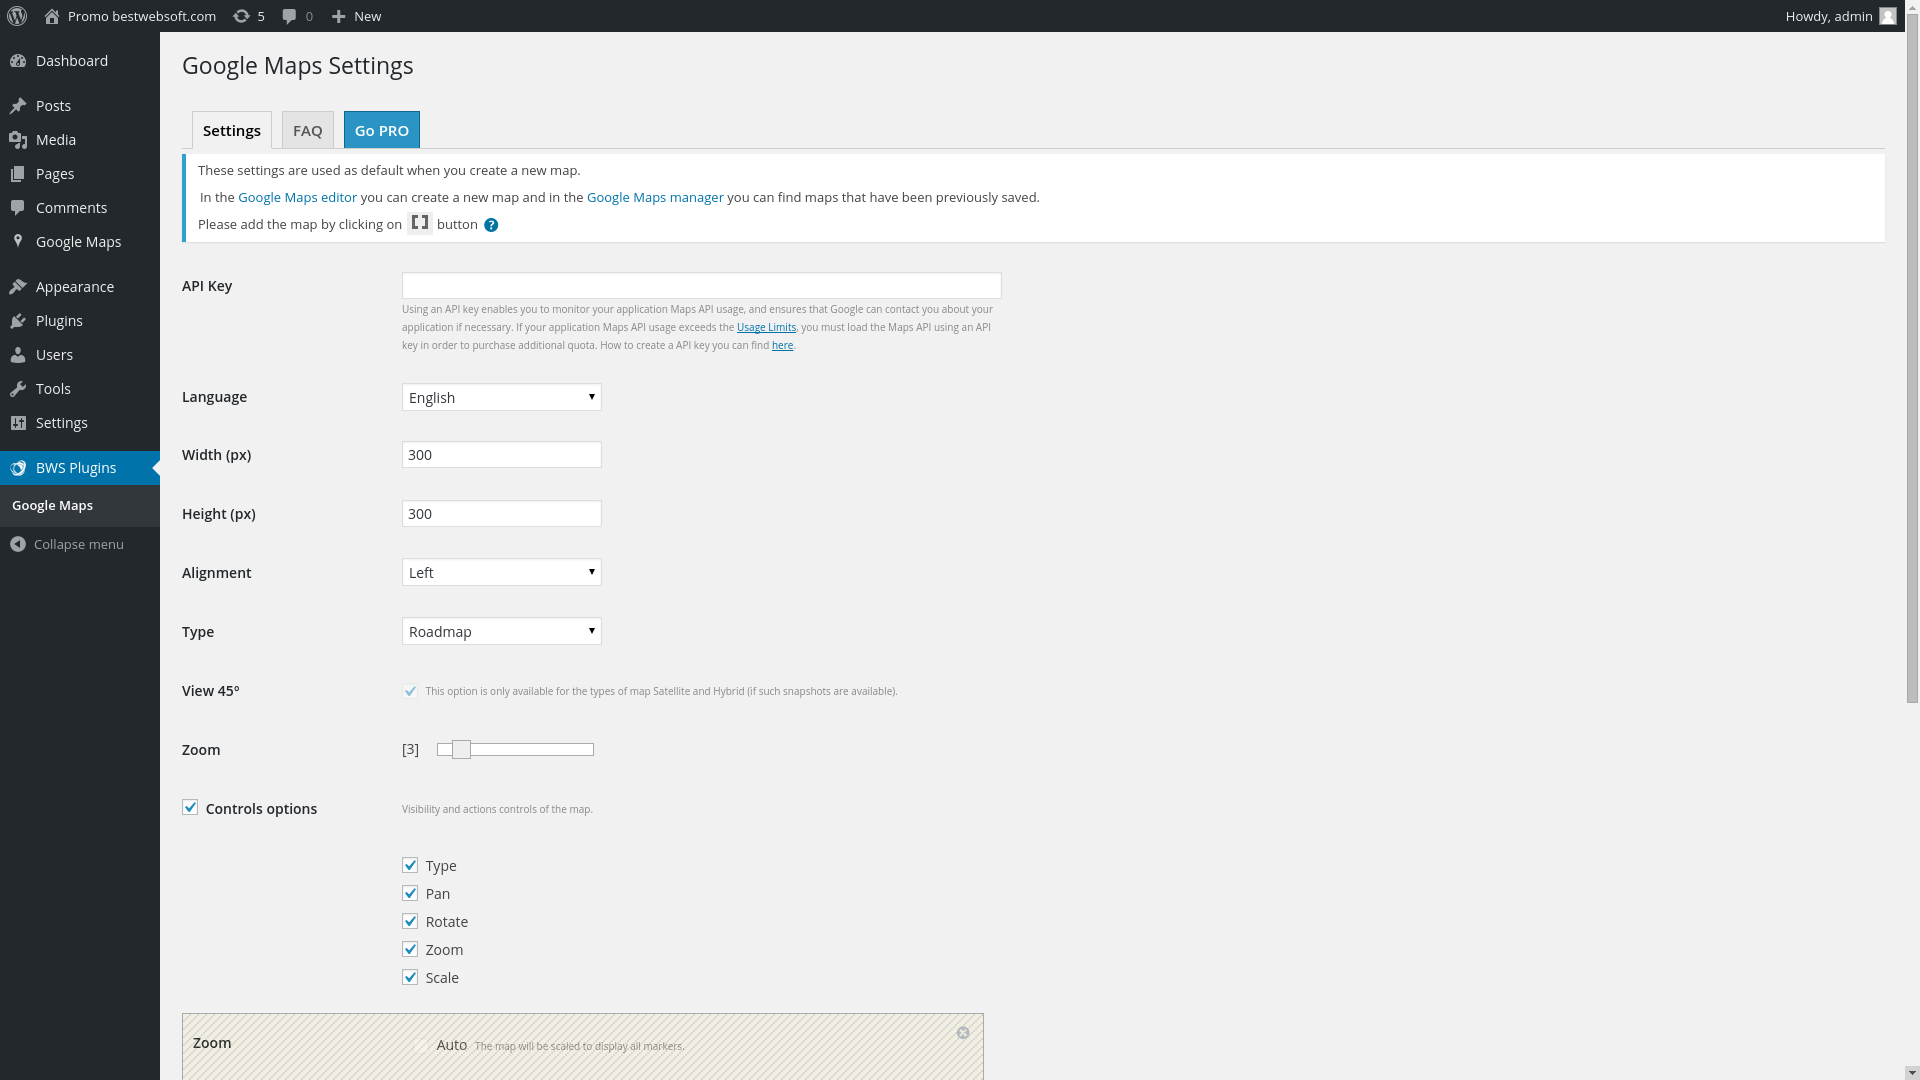 Promo bestwebsoft.com 5 0 New Howdy, admin
Dashboard
Posts
Media
Pages
Comments
Google Maps
Appearance
Plugins
Users
Tools
Settings
BWS Plugins
Google Maps
Collapse menu
Google Maps Settings
Settings FAQ Go PRO
These settings are used as default when you create a new map.
In the Google Maps editor you can create a new map and in the Google Maps manager you can find maps that have been previously saved.
Please add the map by clicking on [] button ?
API Key
Using an API key enables you to monitor your application Maps API usage, and ensures that Google can contact you about your
application if necessary. If your application Maps API usage exceeds the Usage Limits, you must load the Maps API using an API
key in order to purchase additional quota. How to create a API key you can find here.
Language English
Width (px) 300
Height (px) 300
Alignment Left
Type Roadmap
View 45° This option is only available for the types of map Satellite and Hybrid (if such snapshots are available).
Zoom [3]
Controls options Visibility and actions controls of the map.
Type
Pan
Rotate
Zoom
Scale
Zoom Auto The map will be scaled to display all markers.